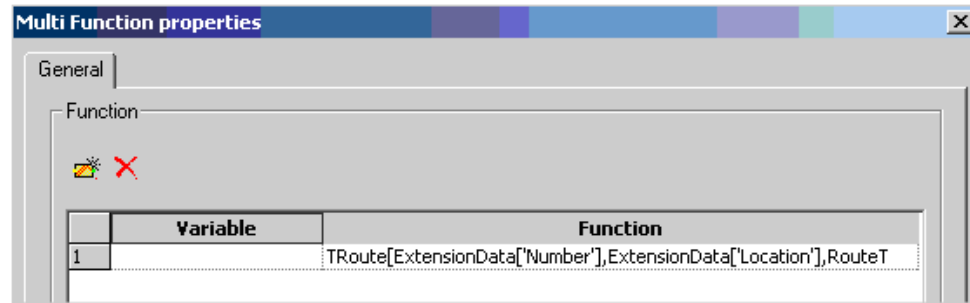 Multi Function properties
General
Function
Variable Function
1 TRoute[ExtensionData['Number'],ExtensionData['Location'],RouteT